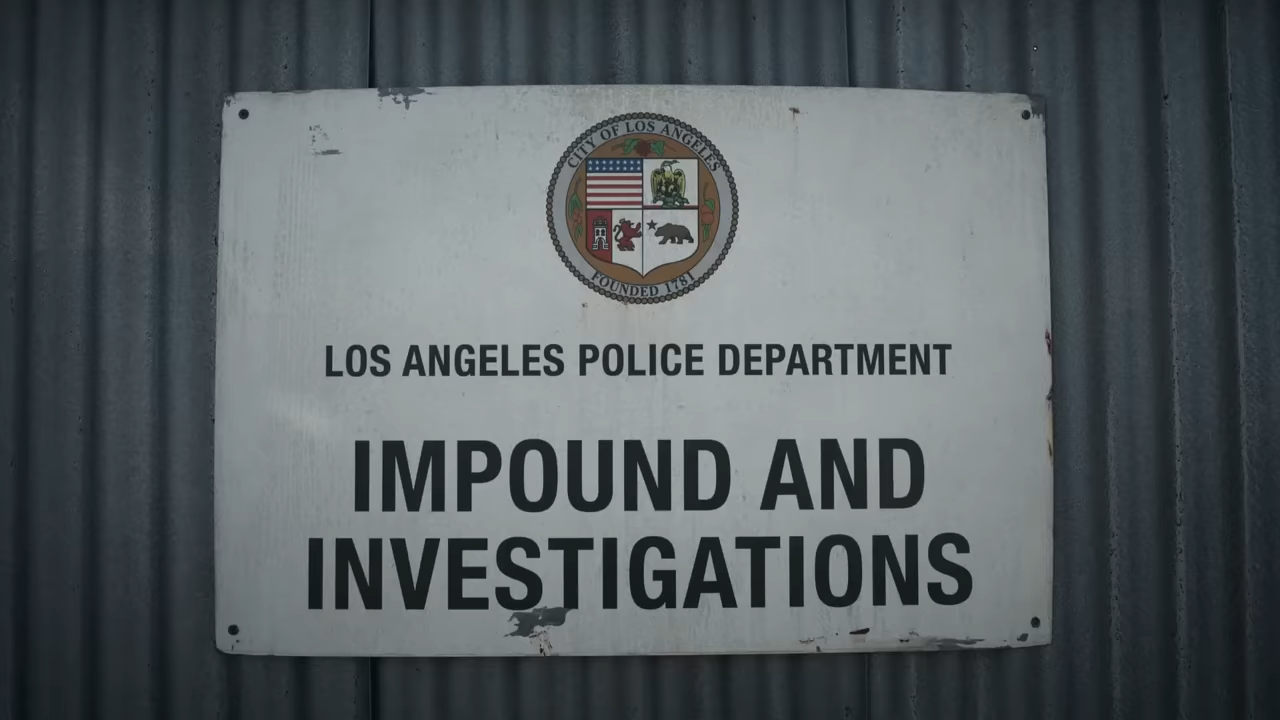 CITY OF LOS ANGELES
FOUNDED 1781
LOS ANGELES POLICE DEPARTMENT
IMPOUND AND
INVESTIGATIONS